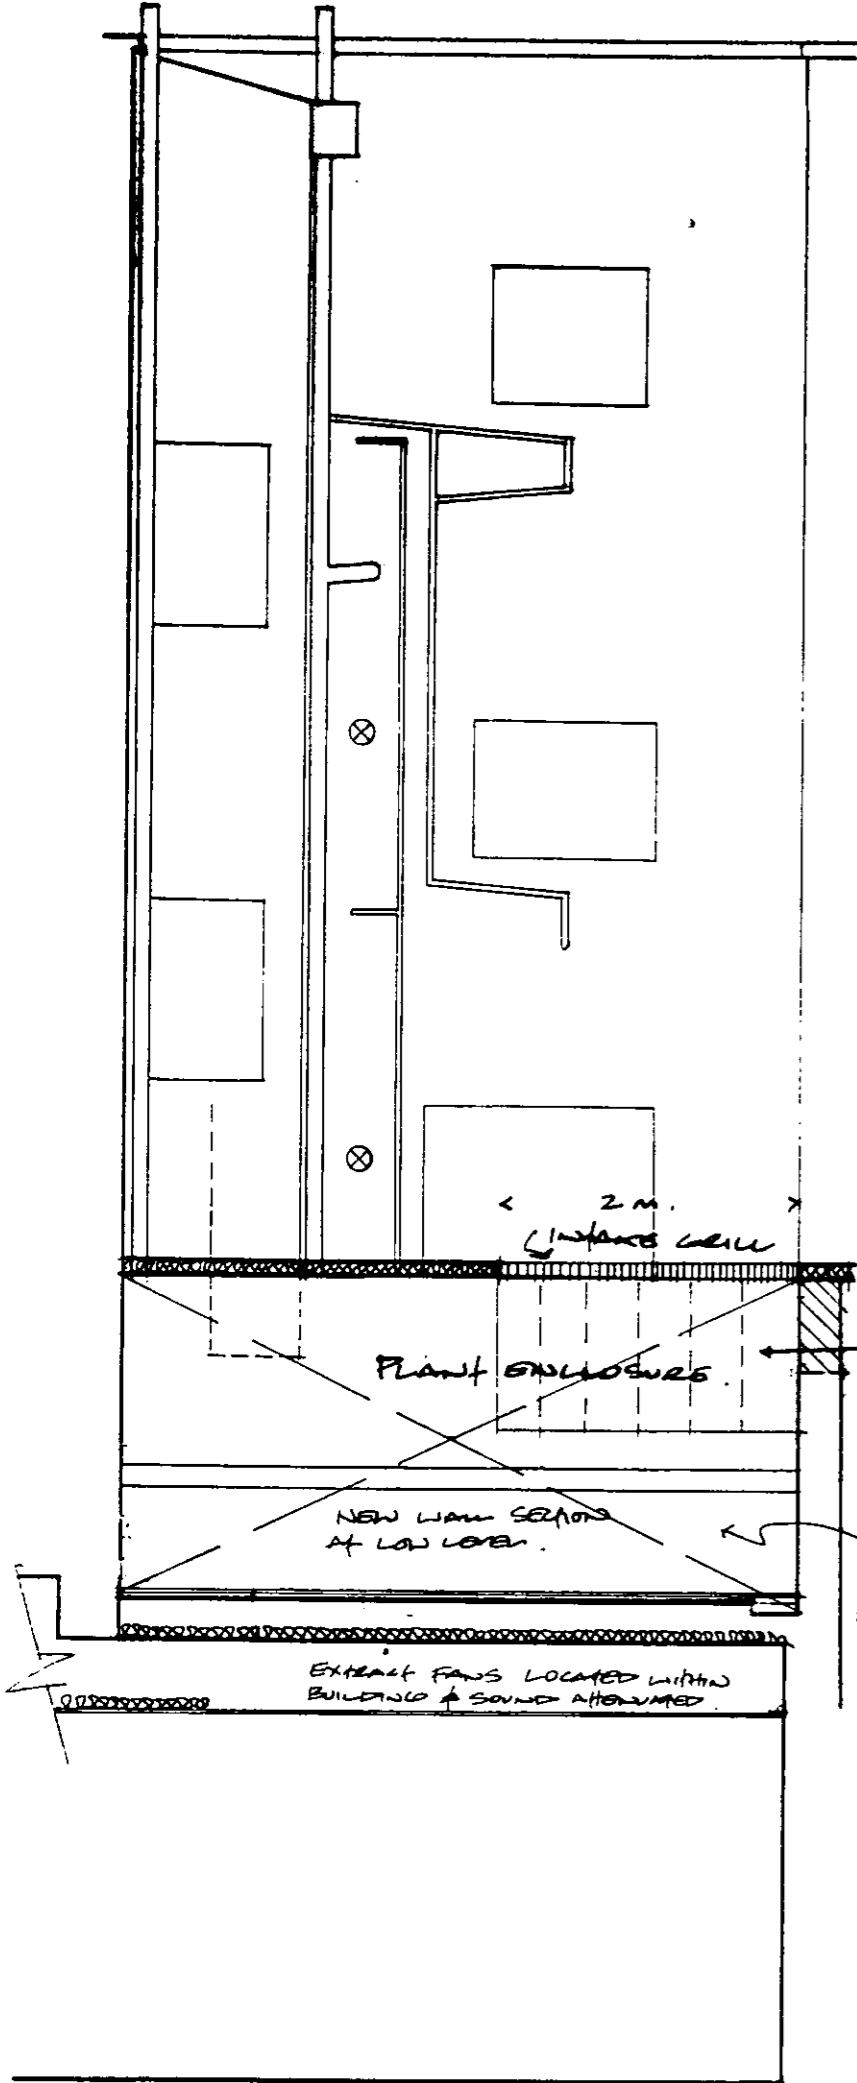 2 M.
INTAKE GRILL
PLANT ENCLOSURE.
NEW WALL SECTION
AT LOW LEVEL.
EXTRACT FANS LOCATED WITHIN
BUILDING & SOUND ATTENUATED